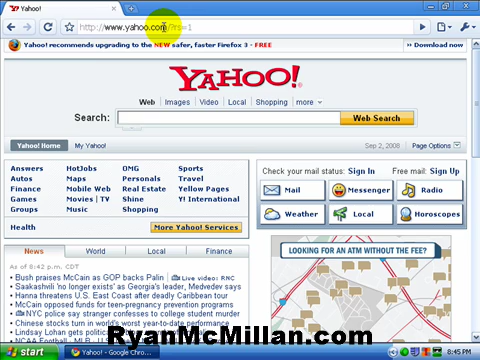 Yahoo!
http://www.yahoo.com/?rs=1
Yahoo! recommends upgrading to the NEW safer, faster Firefox 3 - FREE
» Download now
YAHOO!
Web Images Video Local Shopping more
Search: Web Search
Yahoo! Home My Yahoo! Sep 2, 2008 Page Options
Answers HotJobs OMG Sports
Autos Maps Personals Travel
Finance Mobile Web Real Estate Yellow Pages
Games Movies | TV Shine Y! International
Groups Music Shopping
Health More Yahoo! Services
Check your mail status: Sign In Free mail: Sign Up
Mail Messenger Radio
Weather Local Horoscopes
News World Local Finance
As of 8:42 p.m. CDT
• Bush praises McCain as GOP backs Palin | Live video: RNC
• Saakashvili 'no longer exists' as Georgia's leader, Medvedev says
• Hanna threatens U.S. East Coast after deadly Caribbean tour
• McCain opposed funds for teen-pregnancy prevention programs
• NYC police say stranger confesses to college student murder
• Chinese stocks turn in world's worst year-to-date performance
• Lindsay Lohan gets political
• NCAA Football
LOOKING FOR AN ATM WITHOUT THE FEE?
RyanMcMillan.com
start
Yahoo! - Google Chro...
8:45 PM